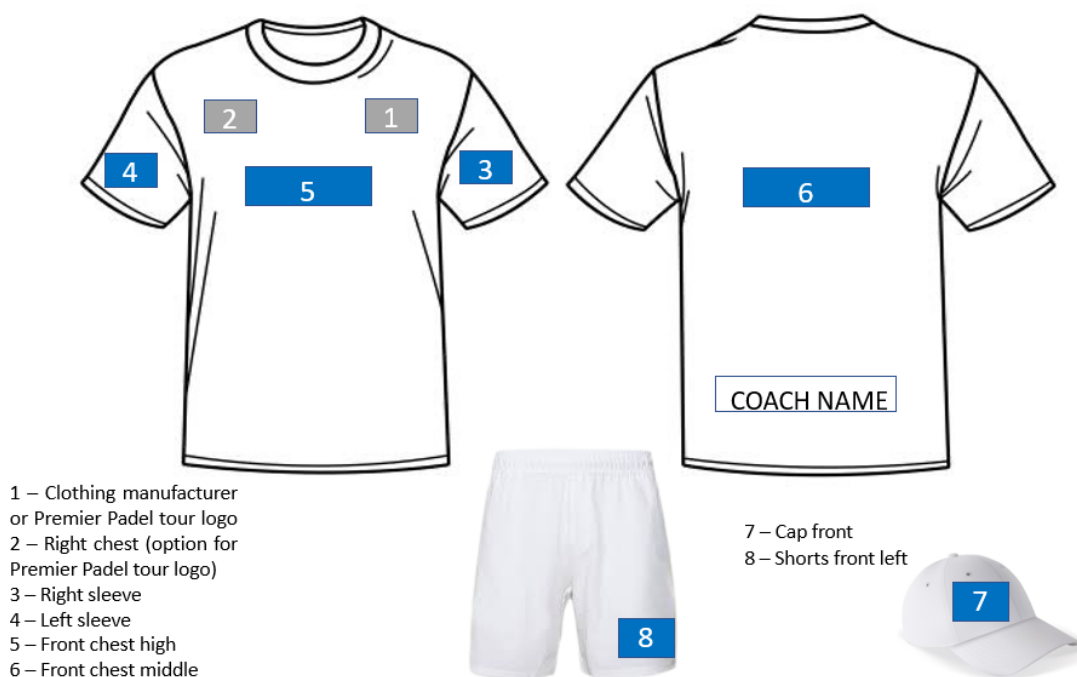 2
1
4
3
5
6
COACH NAME
1 – Clothing manufacturer
or Premier Padel tour logo
2 – Right chest (option for
Premier Padel tour logo)
3 – Right sleeve
4 – Left sleeve
5 – Front chest high
6 – Front chest middle
7 – Cap front
8 – Shorts front left
7
8